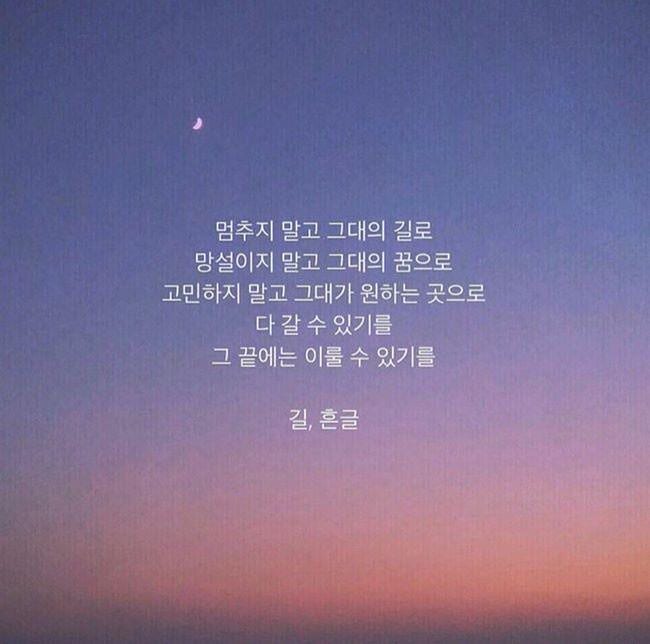 멈추지 말고 그대의 길로
망설이지 말고 그대의 꿈으로
고민하지 말고 그대가 원하는 곳으로
다 갈 수 있기를
그 끝에는 이룰 수 있기를
길, 흔글